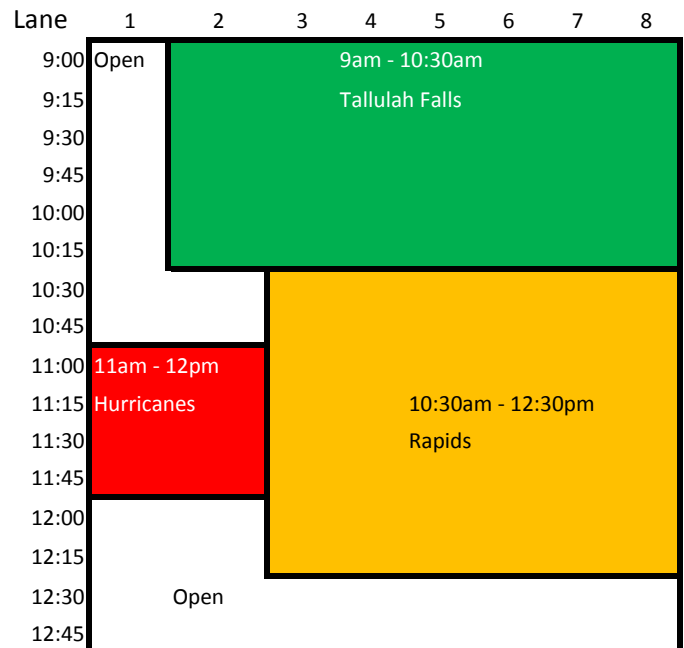 Lane 1 2 3 4 5 6 7 8
9:00 Open 9am - 10:30am
9:15 Tallulah Falls
9:30
9:45
10:00
10:15
10:30
10:45
11:00 11am - 12pm
11:15 Hurricanes 10:30am - 12:30pm
11:30 Rapids
11:45
12:00
12:15
12:30 Open
12:45